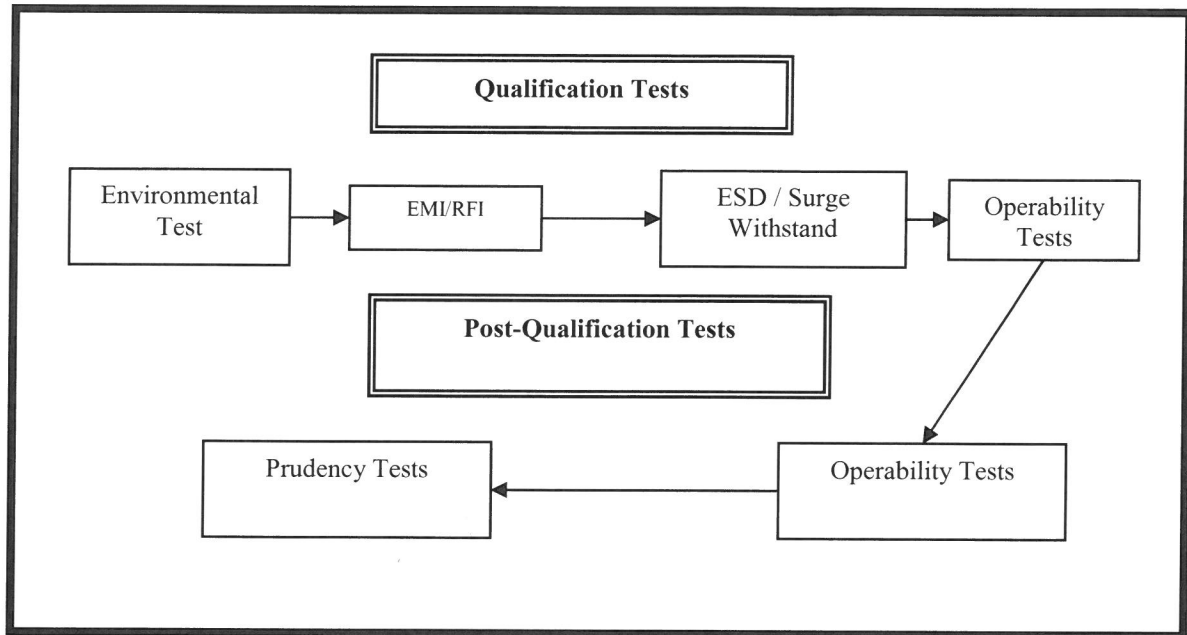 Qualification Tests
Environmental
Test
EMI/RFI
ESD / Surge
Withstand
Operability
Tests
Post-Qualification Tests
Prudency Tests
Operability Tests